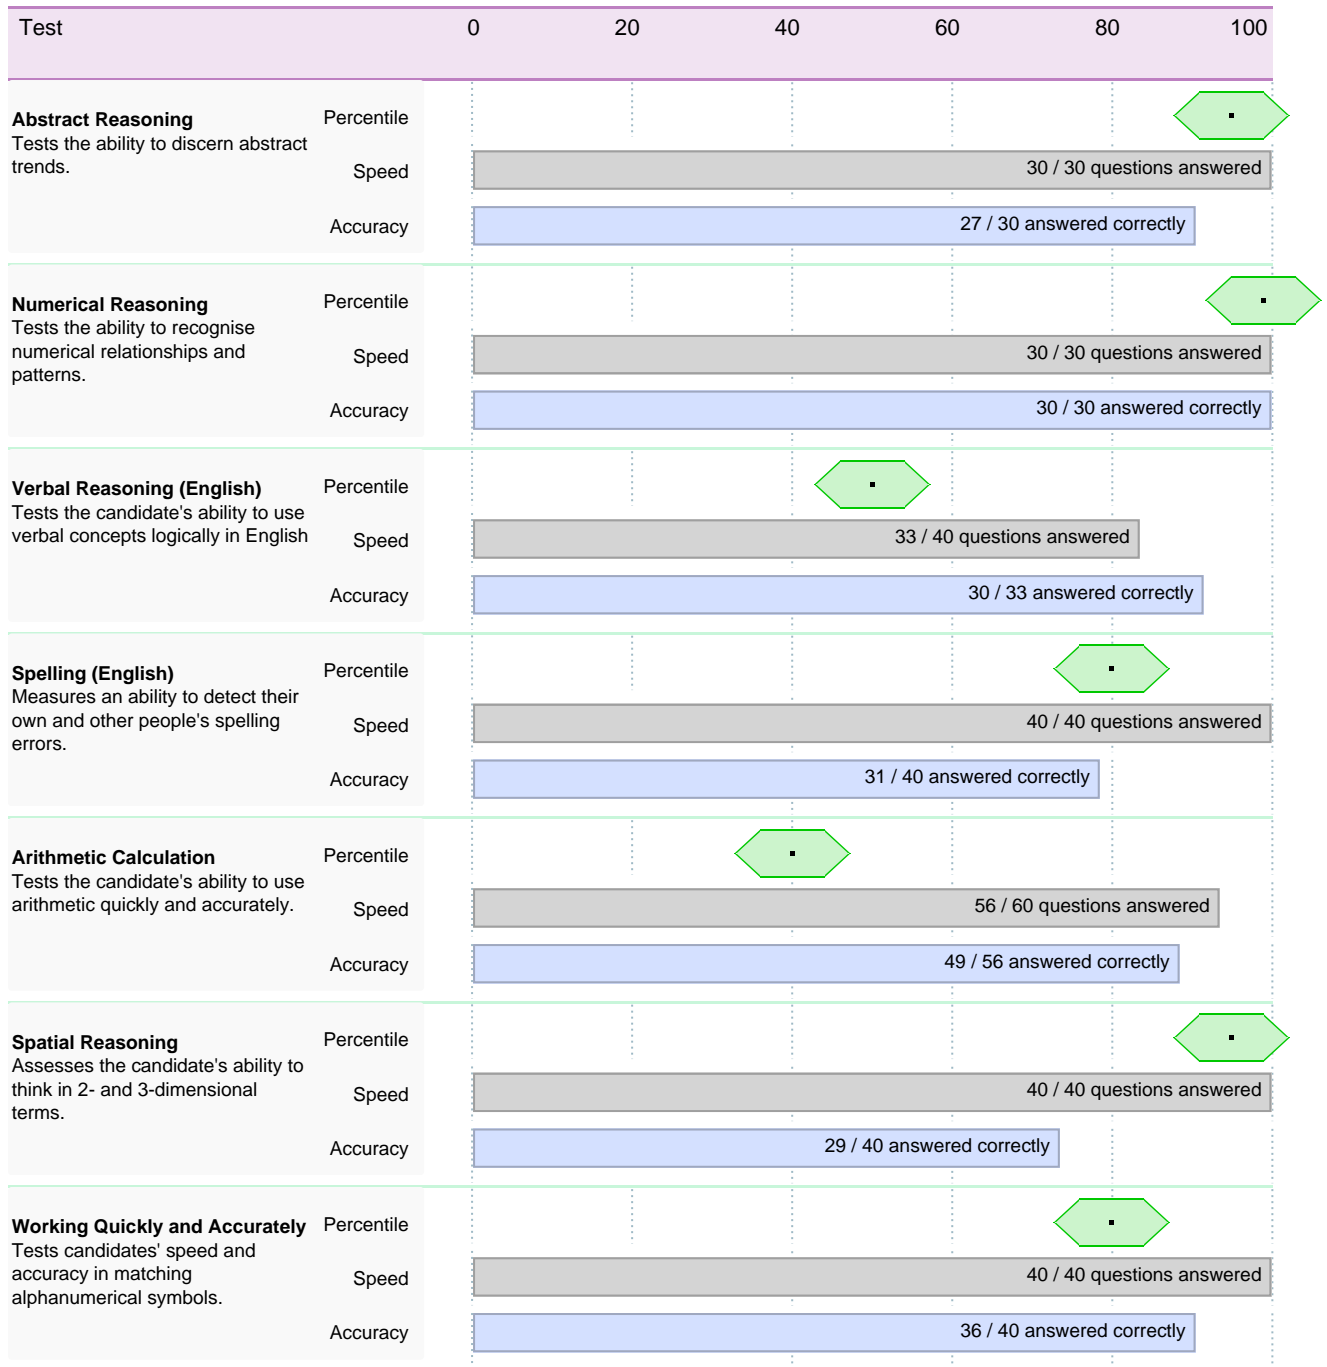 Test 0 20 40 60 80 100
Abstract Reasoning Percentile
Tests the ability to discern abstract
trends.
Speed 30 / 30 questions answered
Accuracy 27 / 30 answered correctly
Numerical Reasoning Percentile
Tests the ability to recognise
numerical relationships and
patterns.
Speed 30 / 30 questions answered
Accuracy 30 / 30 answered correctly
Verbal Reasoning (English) Percentile
Tests the candidate's ability to use
verbal concepts logically in English
Speed 33 / 40 questions answered
Accuracy 30 / 33 answered correctly
Spelling (English) Percentile
Measures an ability to detect their
own and other people's spelling
errors.
Speed 40 / 40 questions answered
Accuracy 31 / 40 answered correctly
Arithmetic Calculation Percentile
Tests the candidate's ability to use
arithmetic quickly and accurately.
Speed 56 / 60 questions answered
Accuracy 49 / 56 answered correctly
Spatial Reasoning Percentile
Assesses the candidate's ability to
think in 2- and 3-dimensional
terms.
Speed 40 / 40 questions answered
Accuracy 29 / 40 answered correctly
Working Quickly and Accurately Percentile
Tests candidates' speed and
accuracy in matching
alphanumerical symbols.
Speed 40 / 40 questions answered
Accuracy 36 / 40 answered correctly